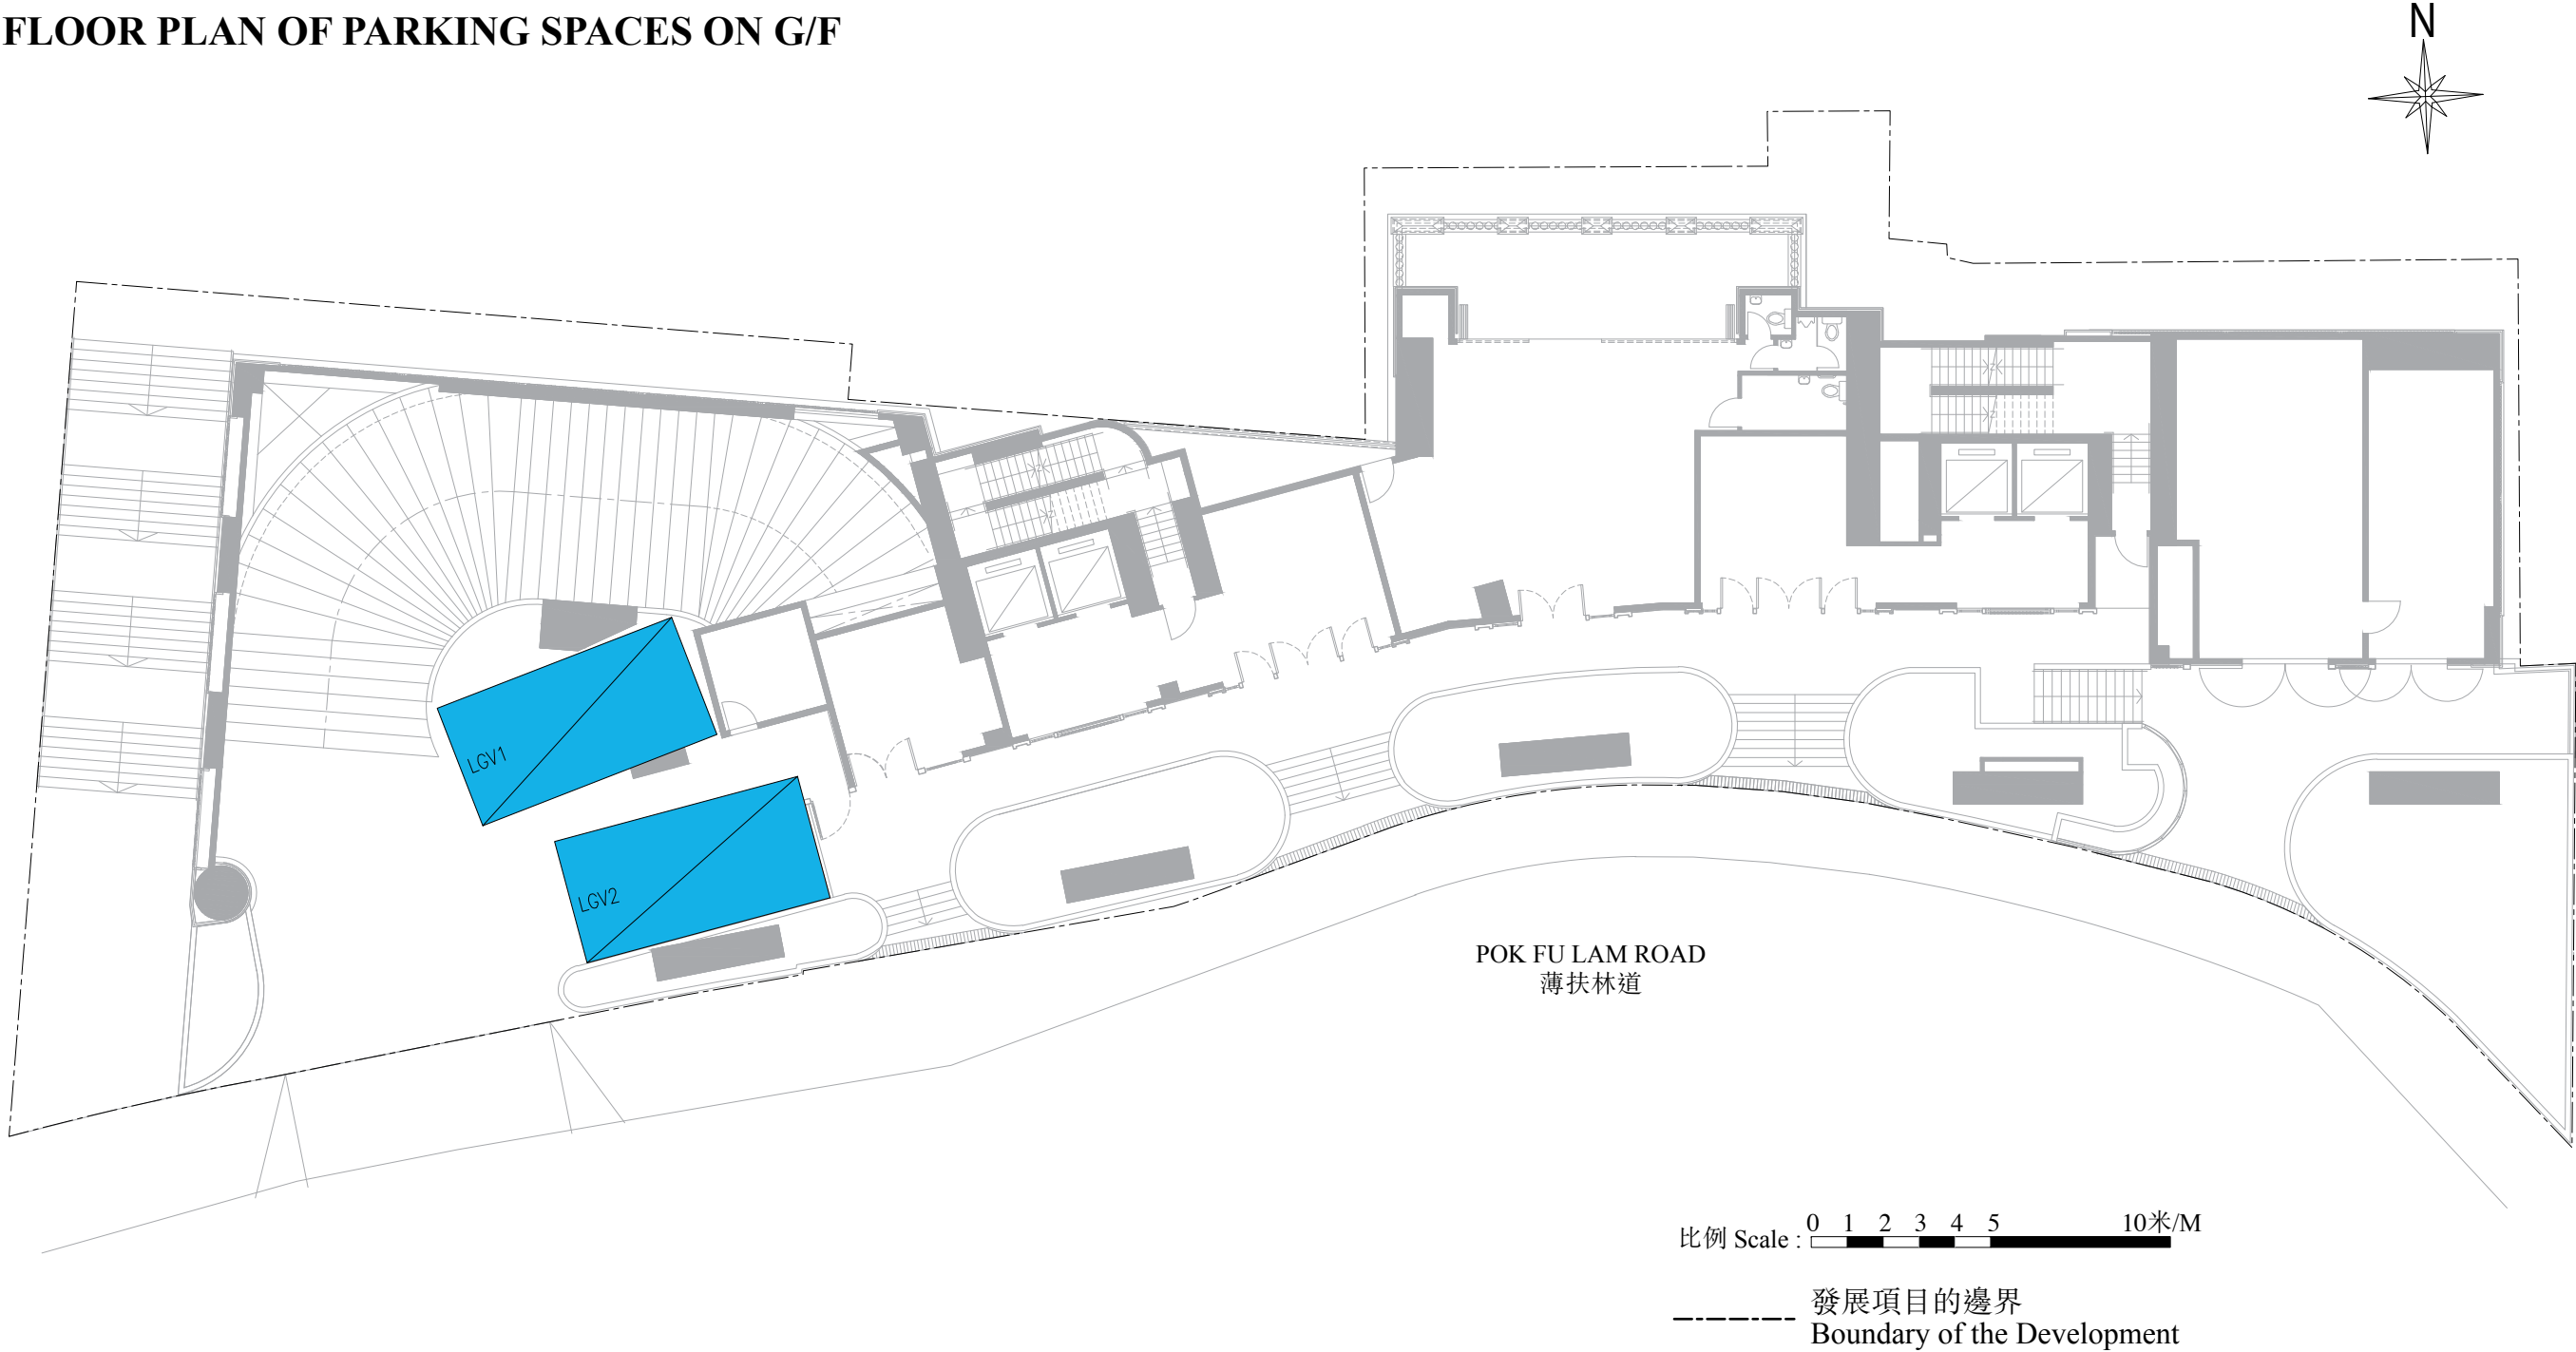 FLOOR PLAN OF PARKING SPACES ON G/F
N
LGV1
LGV2
POK FU LAM ROAD
薄扶林道
比例 Scale : 0 1 2 3 4 5 10米/M
發展項目的邊界
Boundary of the Development